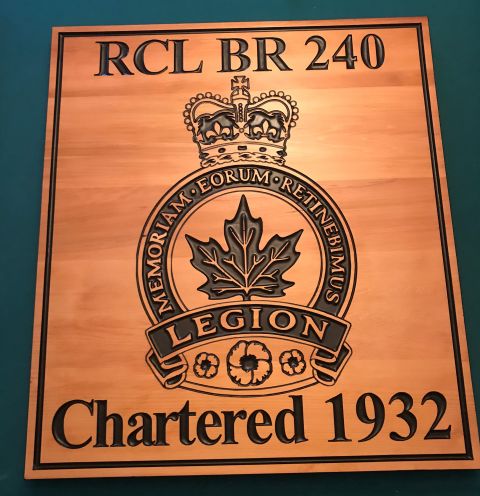 RCL BR 240
MEMORIAM · EORUM · RETINEBIMUS
LEGION
Chartered 1932